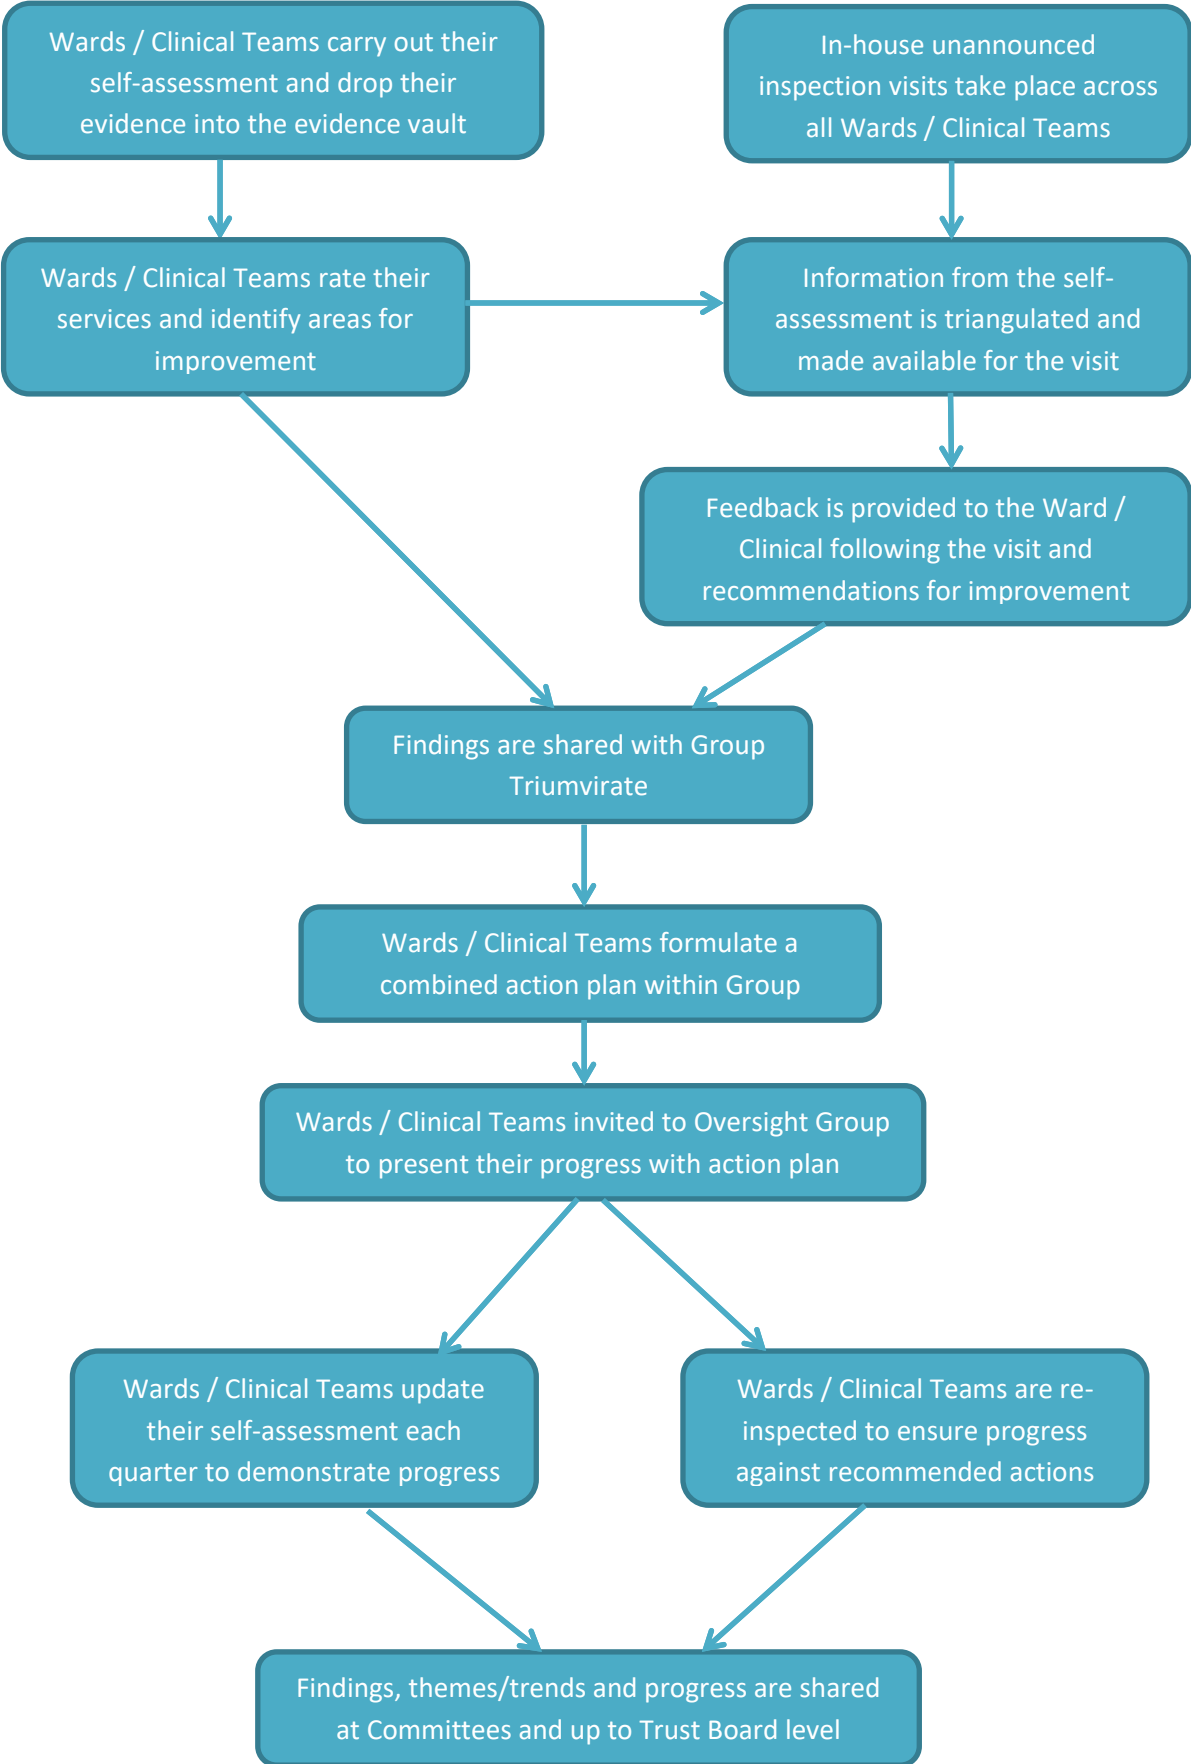 Wards / Clinical Teams carry out their
self-assessment and drop their
evidence into the evidence vault
In-house unannounced
inspection visits take place across
all Wards / Clinical Teams
Wards / Clinical Teams rate their
services and identify areas for
improvement
Information from the self-
assessment is triangulated and
made available for the visit
Feedback is provided to the Ward /
Clinical following the visit and
recommendations for improvement
Findings are shared with Group
Triumvirate
Wards / Clinical Teams formulate a
combined action plan within Group
Wards / Clinical Teams invited to Oversight Group
to present their progress with action plan
Wards / Clinical Teams update
their self-assessment each
quarter to demonstrate progress
Wards / Clinical Teams are re-
inspected to ensure progress
against recommended actions
Findings, themes/trends and progress are shared
at Committees and up to Trust Board level